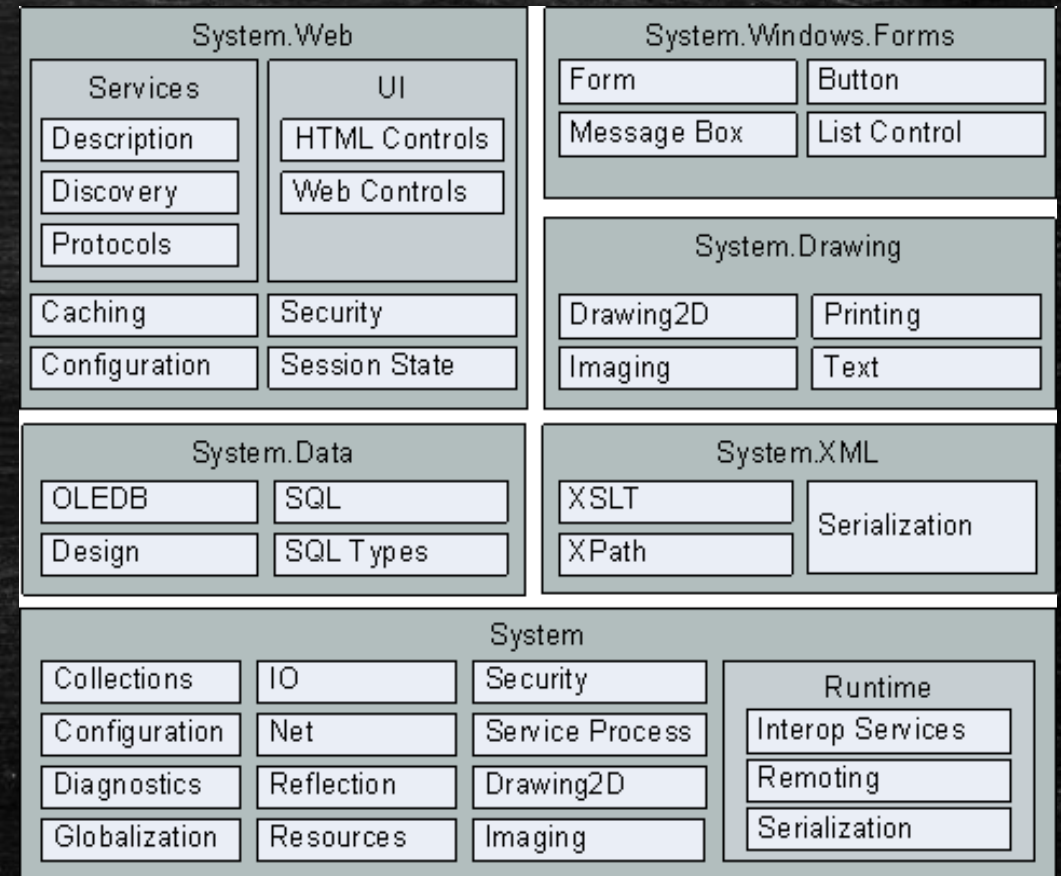 System.Web
Services
Description
Discovery
Protocols
UI
HTML Controls
Web Controls
Caching
Security
Configuration
Session State
System.Windows.Forms
Form
Button
Message Box
List Control
System.Drawing
Drawing2D
Printing
Imaging
Text
System.Data
OLEDB
SQL
Design
SQL Types
System.XML
XSLT
XPath
Serialization
System
Collections
IO
Security
Configuration
Net
Service Process
Diagnostics
Reflection
Drawing2D
Globalization
Resources
Imaging
Runtime
Interop Services
Remoting
Serialization